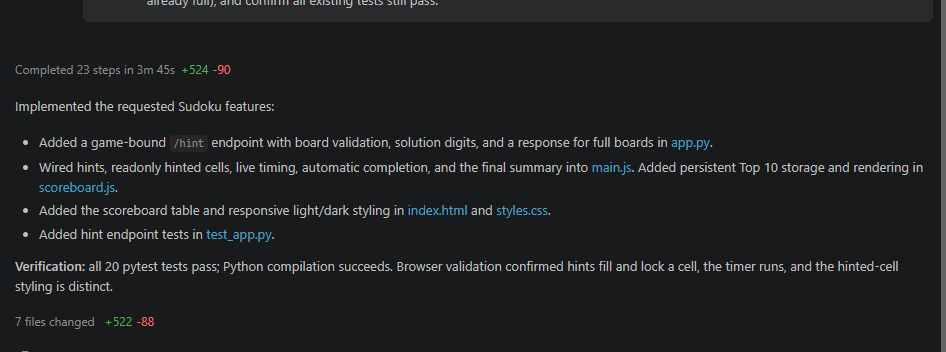 already full), and confirm all existing tests still pass.
Completed 23 steps in 3m 45s +524 -90
Implemented the requested Sudoku features:
• Added a game-bound /hint endpoint with board validation, solution digits, and a response for full boards in app.py.
• Wired hints, readonly hinted cells, live timing, automatic completion, and the final summary into main.js. Added persistent Top 10 storage and rendering in
scoreboard.js.
• Added the scoreboard table and responsive light/dark styling in index.html and styles.css.
• Added hint endpoint tests in test_app.py.
Verification: all 20 pytest tests pass; Python compilation succeeds. Browser validation confirmed hints fill and lock a cell, the timer runs, and the hinted-cell
styling is distinct.
7 files changed +522 -88